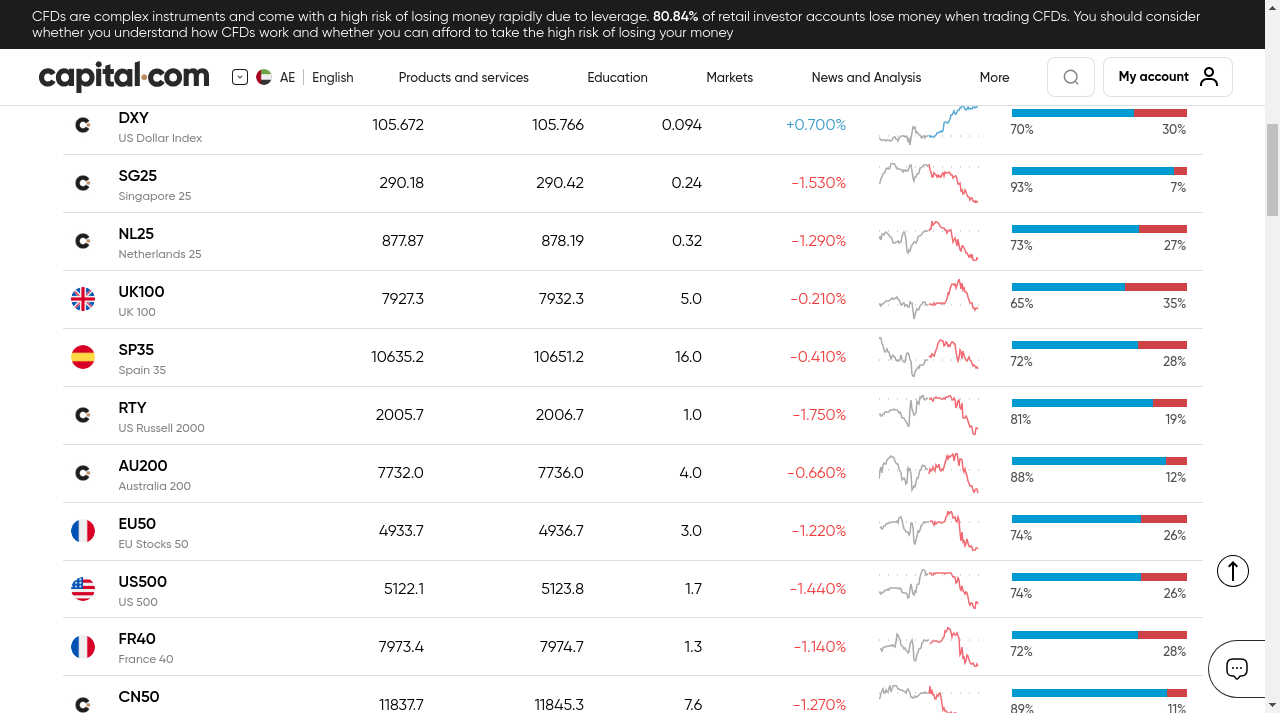 CFDs are complex instruments and come with a high risk of losing money rapidly due to leverage. 80.84% of retail investor accounts lose money when trading CFDs. You should consider
whether you understand how CFDs work and whether you can afford to take the high risk of losing your money
capital.com AE English Products and services Education Markets News and Analysis More My account
DXY 105.672 105.766 0.094 +0.700%
US Dollar Index 70% 30%
SG25 290.18 290.42 0.24 -1.530%
Singapore 25 93% 7%
NL25 877.87 878.19 0.32 -1.290%
Netherlands 25 73% 27%
UK100 7927.3 7932.3 5.0 -0.210%
UK 100 65% 35%
SP35 10635.2 10651.2 16.0 -0.410%
Spain 35 72% 28%
RTY 2005.7 2006.7 1.0 -1.750%
US Russell 2000 81% 19%
AU200 7732.0 7736.0 4.0 -0.660%
Australia 200 88% 12%
EU50 4933.7 4936.7 3.0 -1.220%
EU Stocks 50 74% 26%
US500 5122.1 5123.8 1.7 -1.440%
US 500 74% 26%
FR40 7973.4 7974.7 1.3 -1.140%
France 40 72% 28%
CN50 11837.7 11845.3 7.6 -1.270%
89% 11%